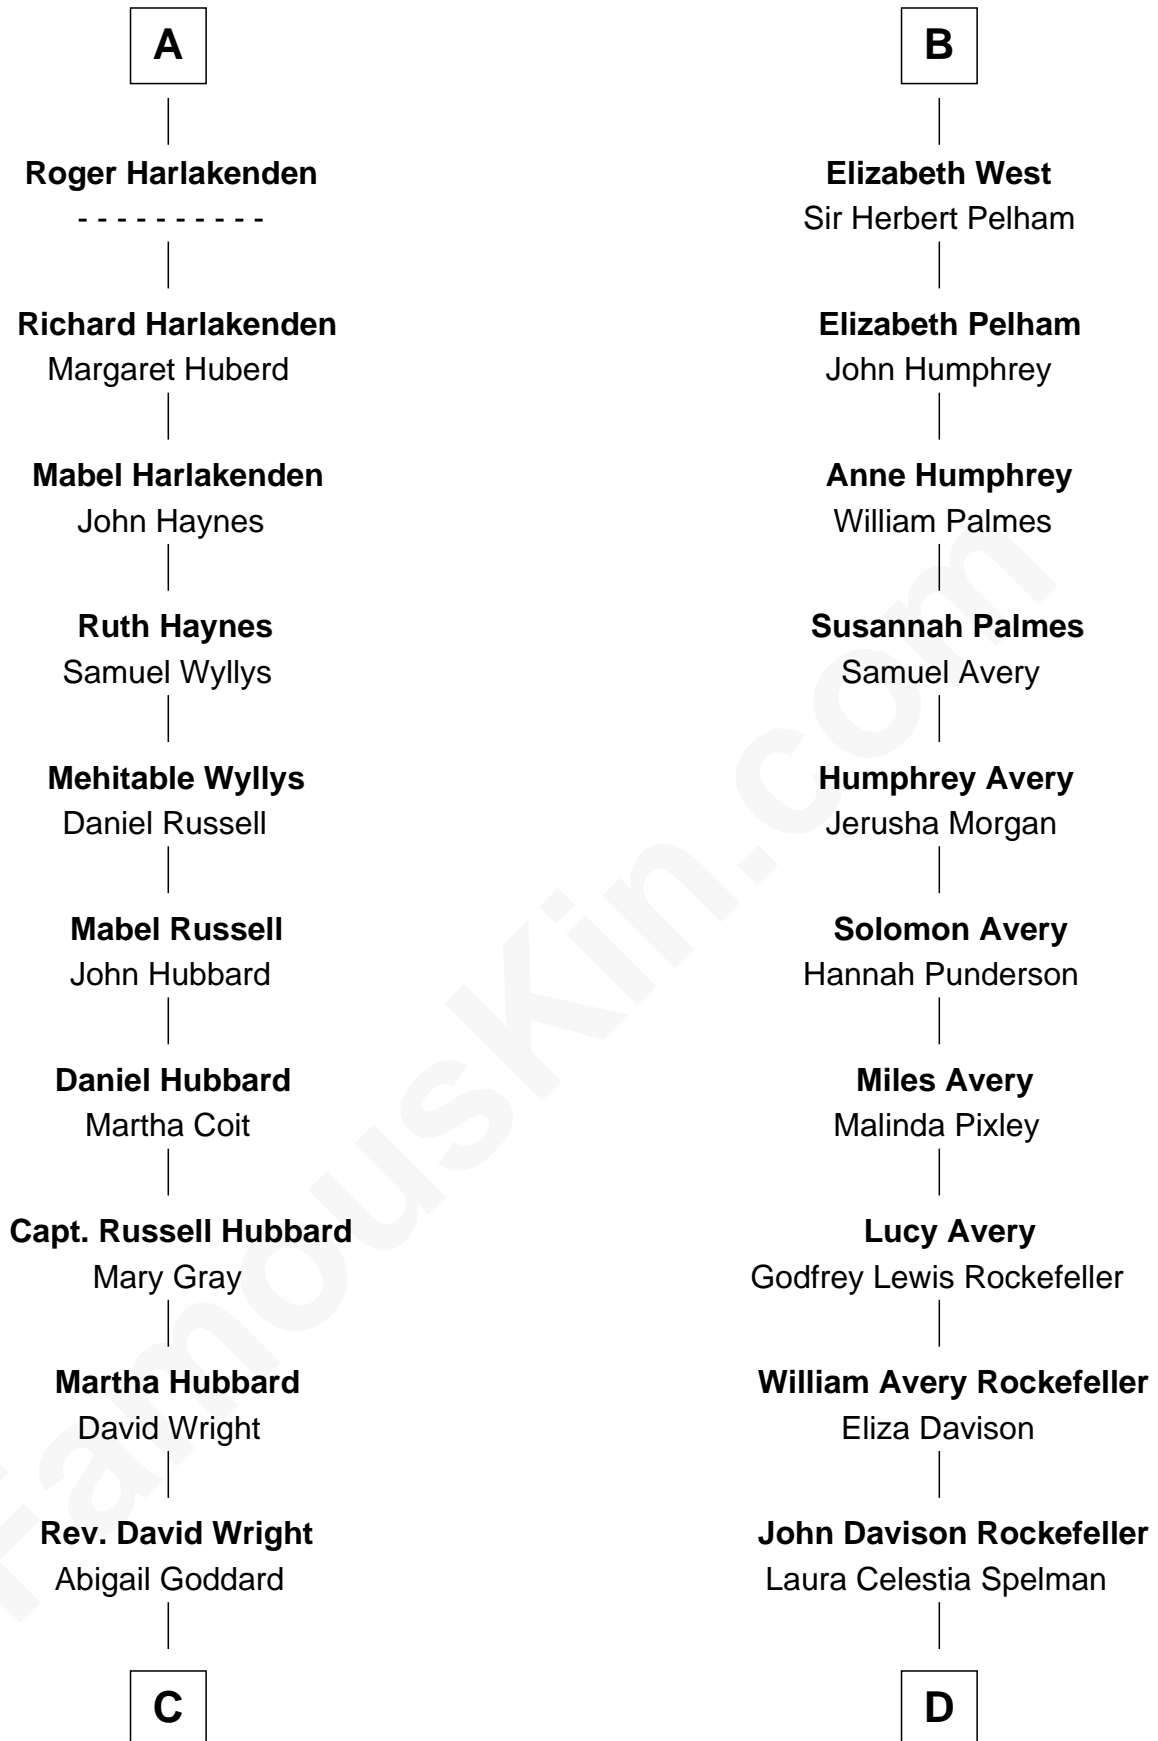 A
Roger Harlakenden
- - - - - - - - - -
Richard Harlakenden
Margaret Huberd
Mabel Harlakenden
John Haynes
Ruth Haynes
Samuel Wyllys
Mehitable Wyllys
Daniel Russell
Mabel Russell
John Hubbard
Daniel Hubbard
Martha Coit
Capt. Russell Hubbard
Mary Gray
Martha Hubbard
David Wright
Rev. David Wright
Abigail Goddard
C
B
Elizabeth West
Sir Herbert Pelham
Elizabeth Pelham
John Humphrey
Anne Humphrey
William Palmes
Susannah Palmes
Samuel Avery
Humphrey Avery
Jerusha Morgan
Solomon Avery
Hannah Punderson
Miles Avery
Malinda Pixley
Lucy Avery
Godfrey Lewis Rockefeller
William Avery Rockefeller
Eliza Davison
John Davison Rockefeller
Laura Celestia Spelman
D
FamousKin.com